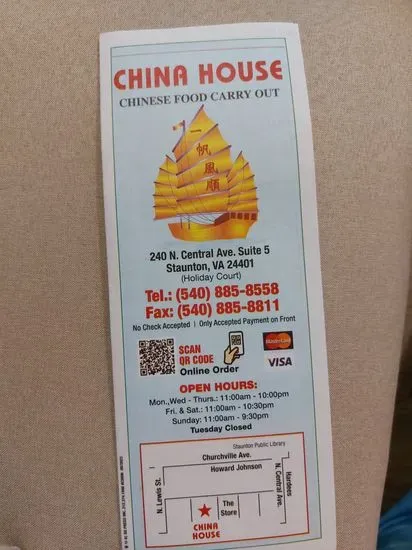 CHINA HOUSE
CHINESE FOOD CARRY OUT
帆
風
順
240 N. Central Ave. Suite 5
Staunton, VA 24401
(Holiday Court)
Tel.: (540) 885-8558
Fax: (540) 885-8811
No Check Accepted | Only Accepted Payment on Front
SCAN
QR CODE
Online Order
MasterCard
VISA
OPEN HOURS:
Mon.,Wed - Thurs.: 11:00am - 10:00pm
Fri. & Sat.: 11:00am - 10:30pm
Sunday: 11:00am - 9:30pm
Tuesday Closed
Staunton Public Library
Churchville Ave.
Howard Johnson
N. Lewis St.
N. Central Ave.
Hardees
The
Store
CHINA
HOUSE